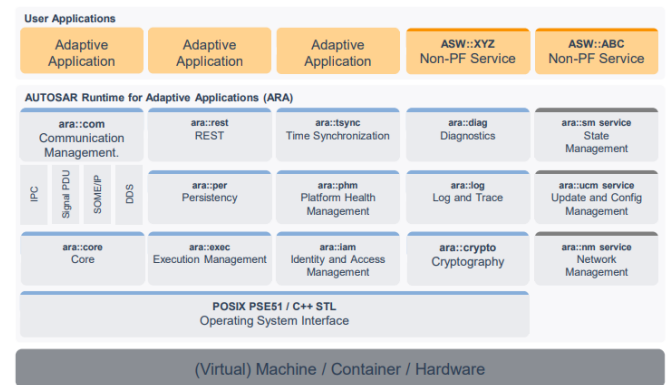 User Applications
Adaptive
Application
Adaptive
Application
Adaptive
Application
ASW::XYZ
Non-PF Service
ASW::ABC
Non-PF Service
AUTOSAR Runtime for Adaptive Applications (ARA)
ara::com
Communication
Management.
ara::rest
REST
ara::tsync
Time Synchronization
ara::diag
Diagnostics
ara::sm service
State
Management
IPC
Signal PDU
SOME/IP
DDS
ara::per
Persistency
ara::phm
Platform Health
Management
ara::log
Log and Trace
ara::ucm service
Update and Config
Management
ara::core
Core
ara::exec
Execution Management
ara::iam
Identity and Access
Management
ara::crypto
Cryptography
ara::nm service
Network
Management
POSIX PSE51 / C++ STL
Operating System Interface
(Virtual) Machine / Container / Hardware